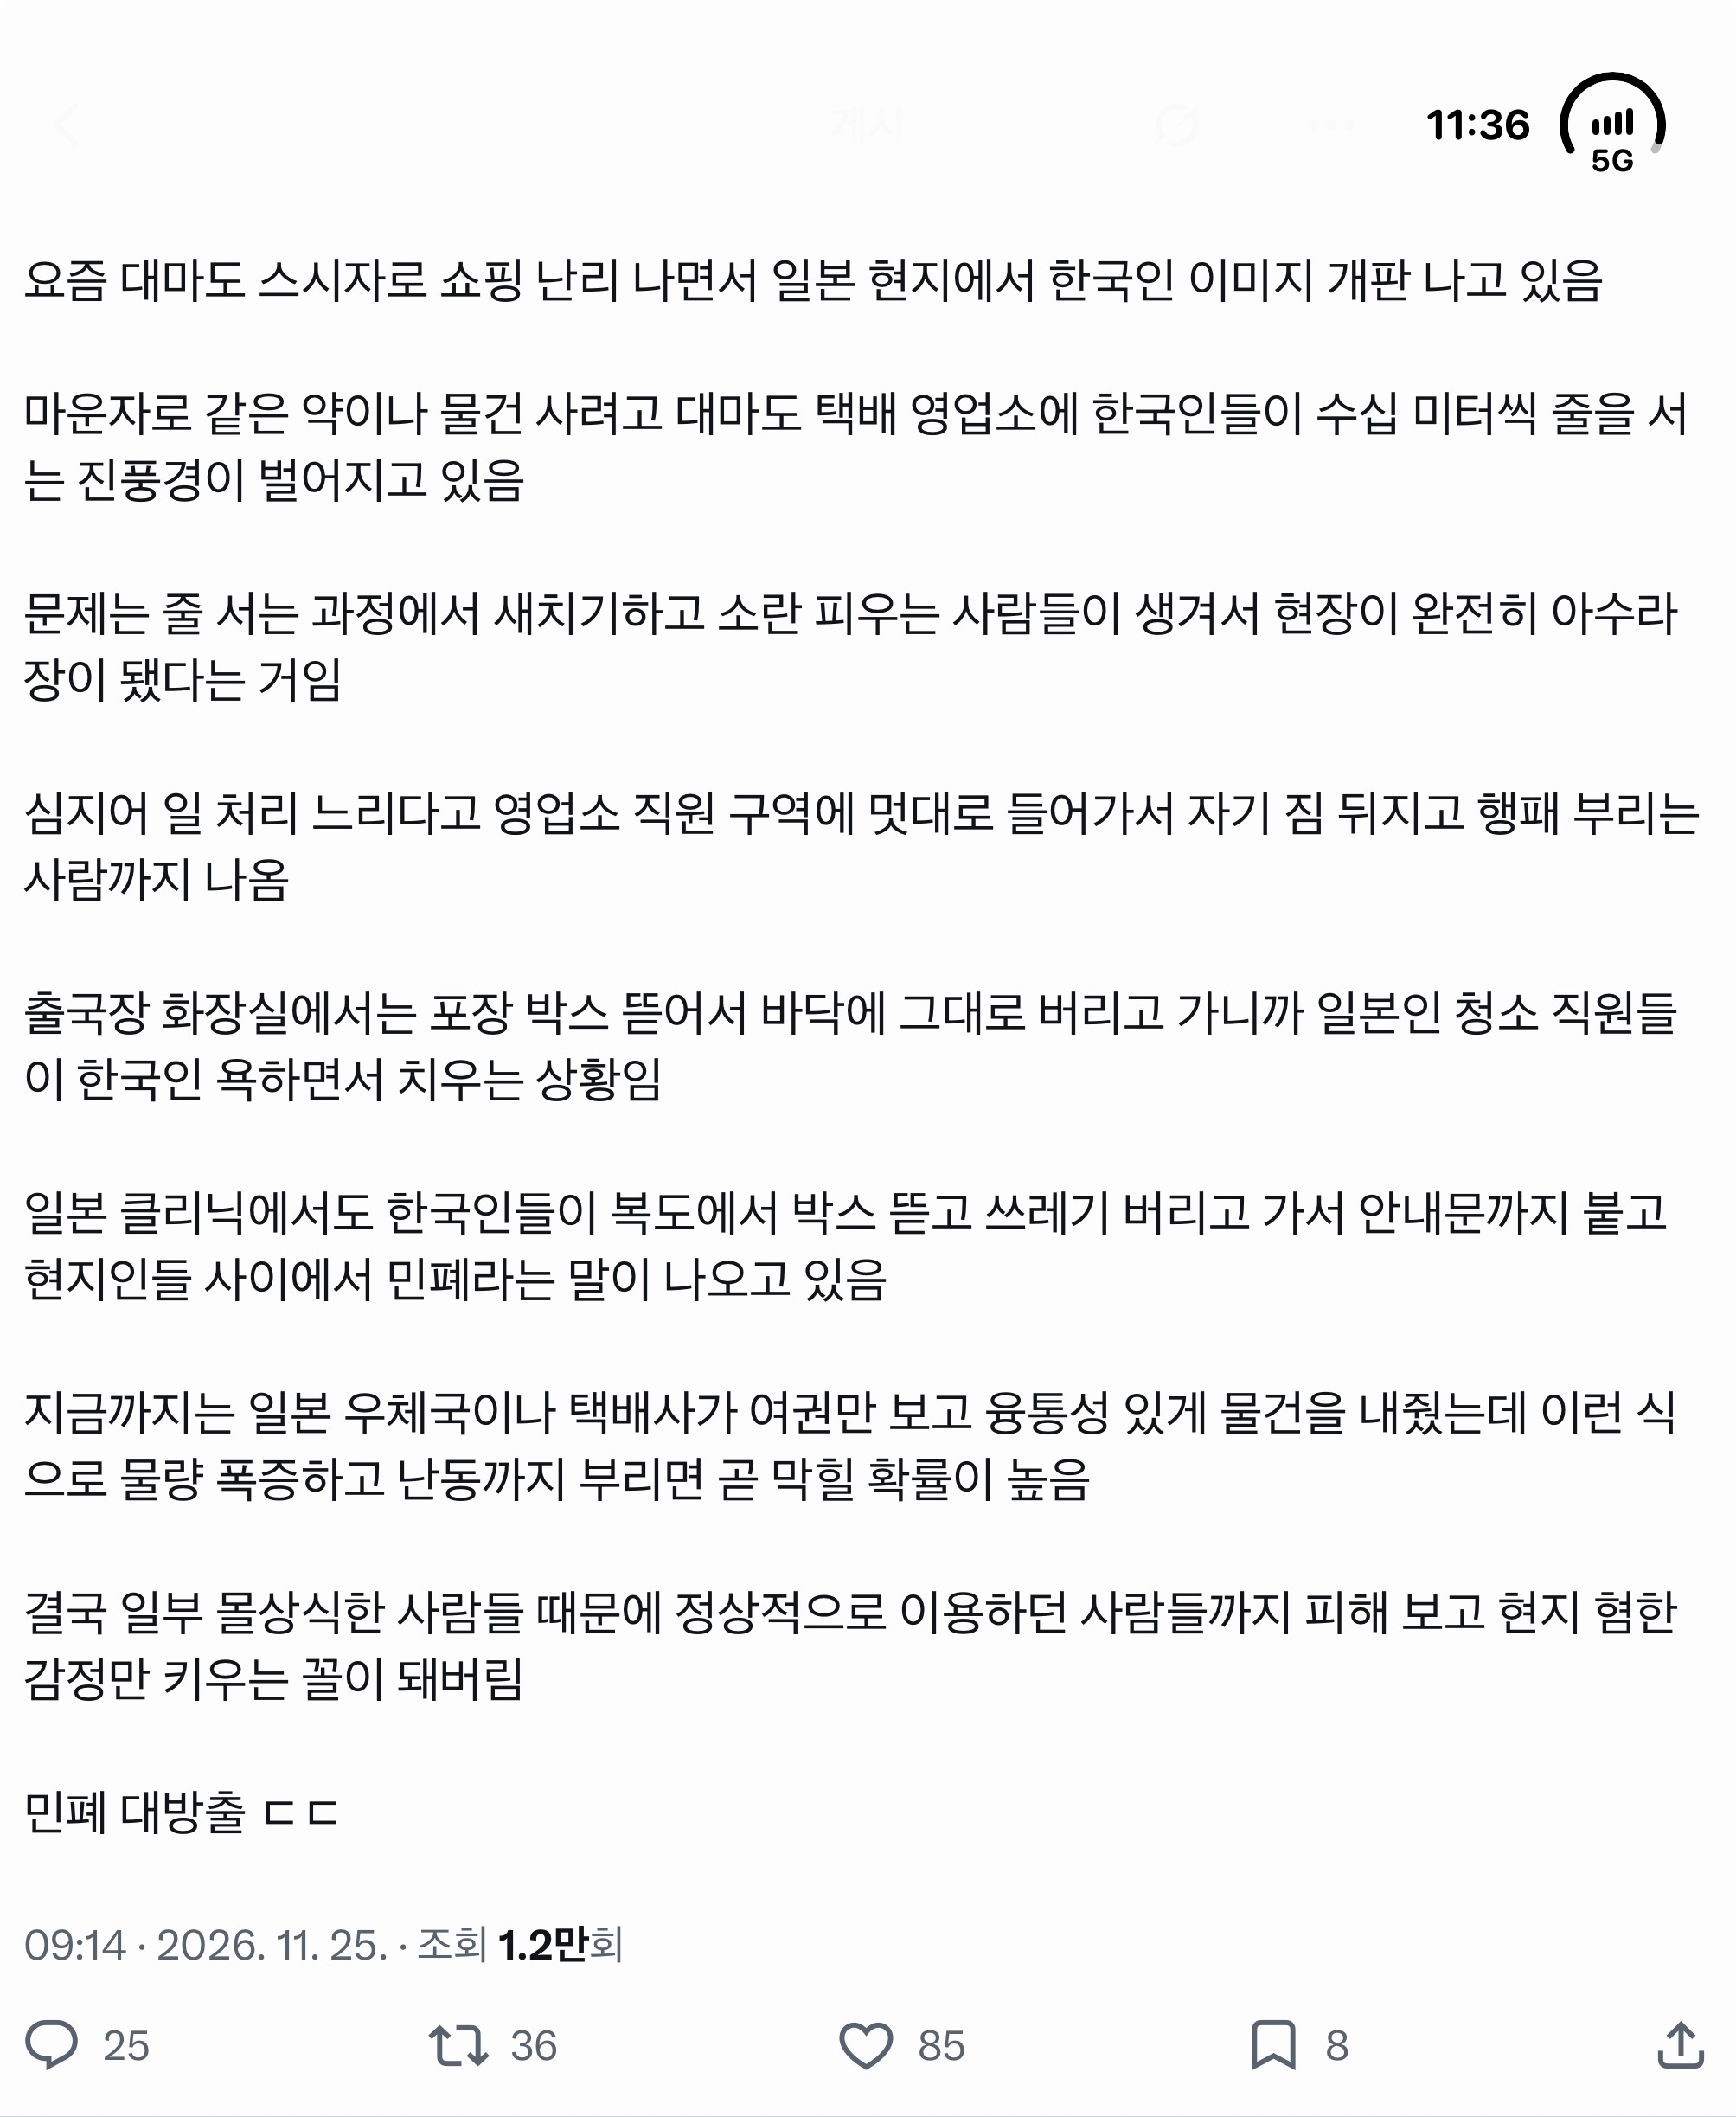 게시
11:36
5G
요즘 대마도 스시자로 쇼핑 난리 나면서 일본 현지에서 한국인 이미지 개판 나고 있음
마운자로 같은 약이나 물건 사려고 대마도 택배 영업소에 한국인들이 수십 미터씩 줄을 서
는 진풍경이 벌어지고 있음
문제는 줄 서는 과정에서 새치기하고 소란 피우는 사람들이 생겨서 현장이 완전히 아수라
장이 됐다는 거임
심지어 일 처리 느리다고 영업소 직원 구역에 멋대로 들어가서 자기 짐 뒤지고 행패 부리는
사람까지 나옴
출국장 화장실에서는 포장 박스 뜯어서 바닥에 그대로 버리고 가니까 일본인 청소 직원들
이 한국인 욕하면서 치우는 상황임
일본 클리닉에서도 한국인들이 복도에서 박스 뜯고 쓰레기 버리고 가서 안내문까지 붙고
현지인들 사이에서 민폐라는 말이 나오고 있음
지금까지는 일본 우체국이나 택배사가 여권만 보고 융통성 있게 물건을 내줬는데 이런 식
으로 물량 폭증하고 난동까지 부리면 곧 막힐 확률이 높음
결국 일부 몰상식한 사람들 때문에 정상적으로 이용하던 사람들까지 피해 보고 현지 혐한
감정만 키우는 꼴이 돼버림
민폐 대방출 ㄷㄷ
09:14 · 2026. 11. 25. · 조회 1.2만회
25 36 85 8